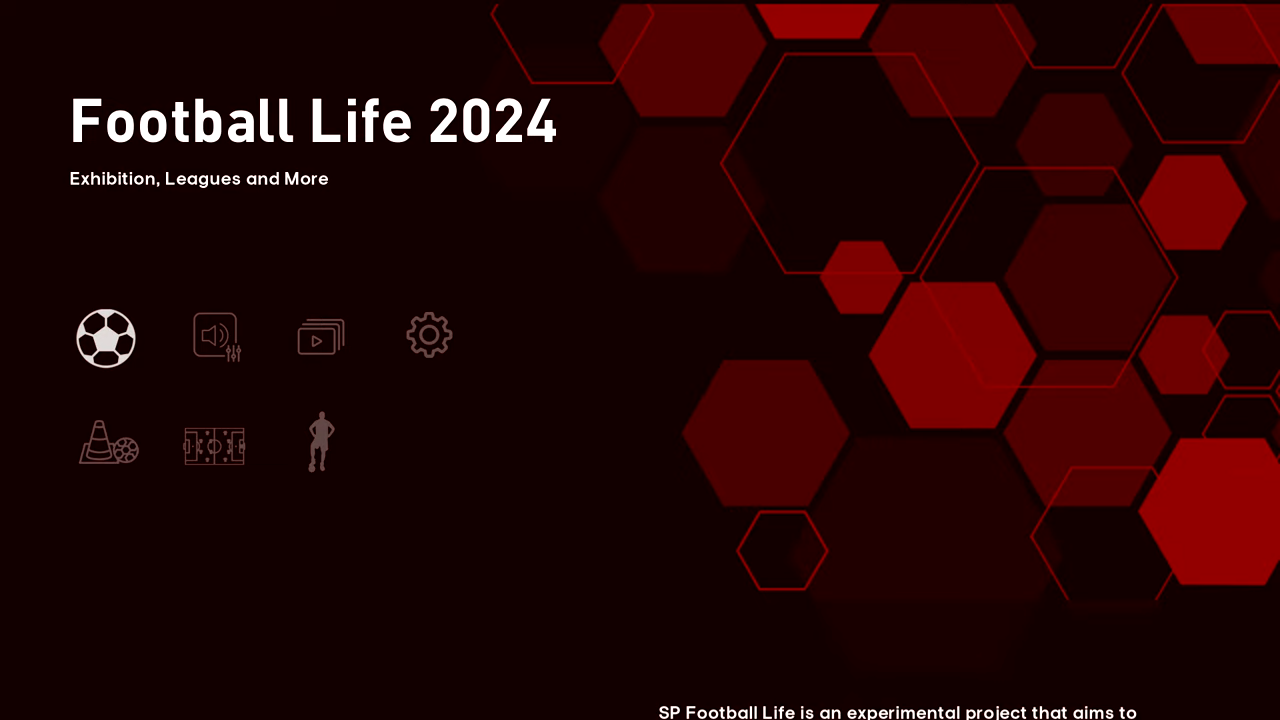 Football Life 2024
Exhibition, Leagues and More
SP Football Life is an experimental project that aims to